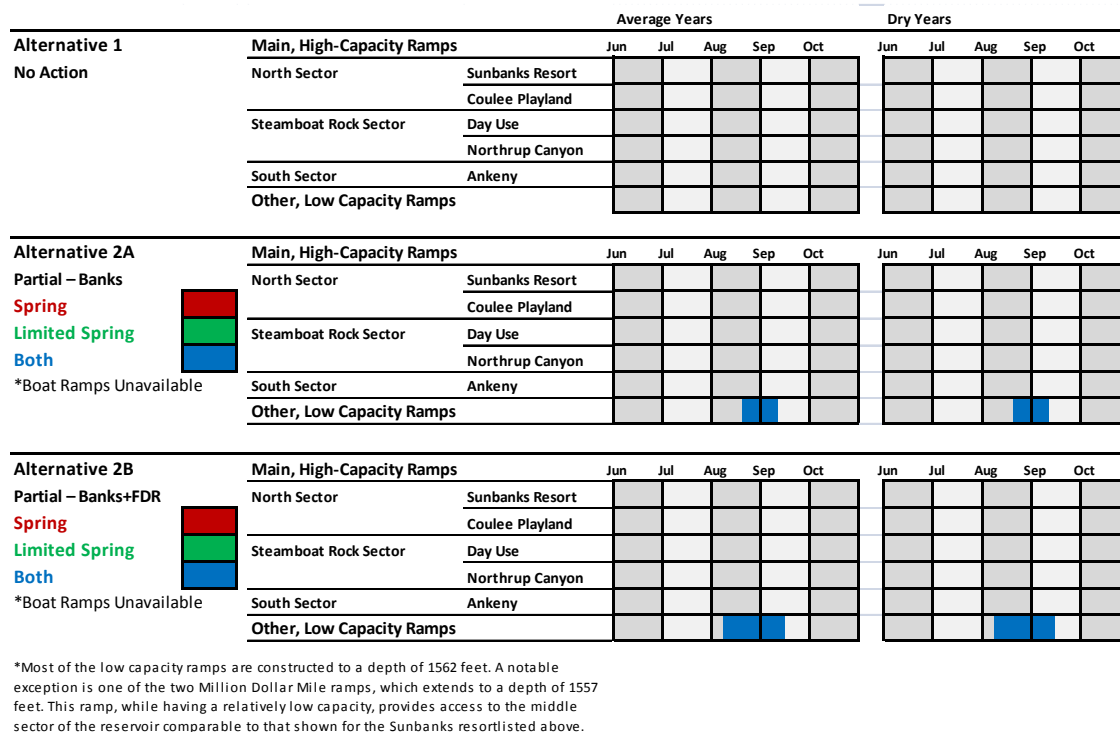 Average Years Dry Years
Alternative 1 Main, High-Capacity Ramps Jun Jul Aug Sep Oct Jun Jul Aug Sep Oct
No Action North Sector Sunbanks Resort
Coulee Playland
Steamboat Rock Sector Day Use
Northrup Canyon
South Sector Ankeny
Other, Low Capacity Ramps
Alternative 2A Main, High-Capacity Ramps Jun Jul Aug Sep Oct Jun Jul Aug Sep Oct
Partial – Banks North Sector Sunbanks Resort
Spring Coulee Playland
Limited Spring Steamboat Rock Sector Day Use
Both Northrup Canyon
*Boat Ramps Unavailable South Sector Ankeny
Other, Low Capacity Ramps
Alternative 2B Main, High-Capacity Ramps Jun Jul Aug Sep Oct Jun Jul Aug Sep Oct
Partial – Banks+FDR North Sector Sunbanks Resort
Spring Coulee Playland
Limited Spring Steamboat Rock Sector Day Use
Both Northrup Canyon
*Boat Ramps Unavailable South Sector Ankeny
Other, Low Capacity Ramps
*Most of the low capacity ramps are constructed to a depth of 1562 feet. A notable
exception is one of the two Million Dollar Mile ramps, which extends to a depth of 1557
feet. This ramp, while having a relatively low capacity, provides access to the middle
sector of the reservoir comparable to that shown for the Sunbanks resortlisted above.